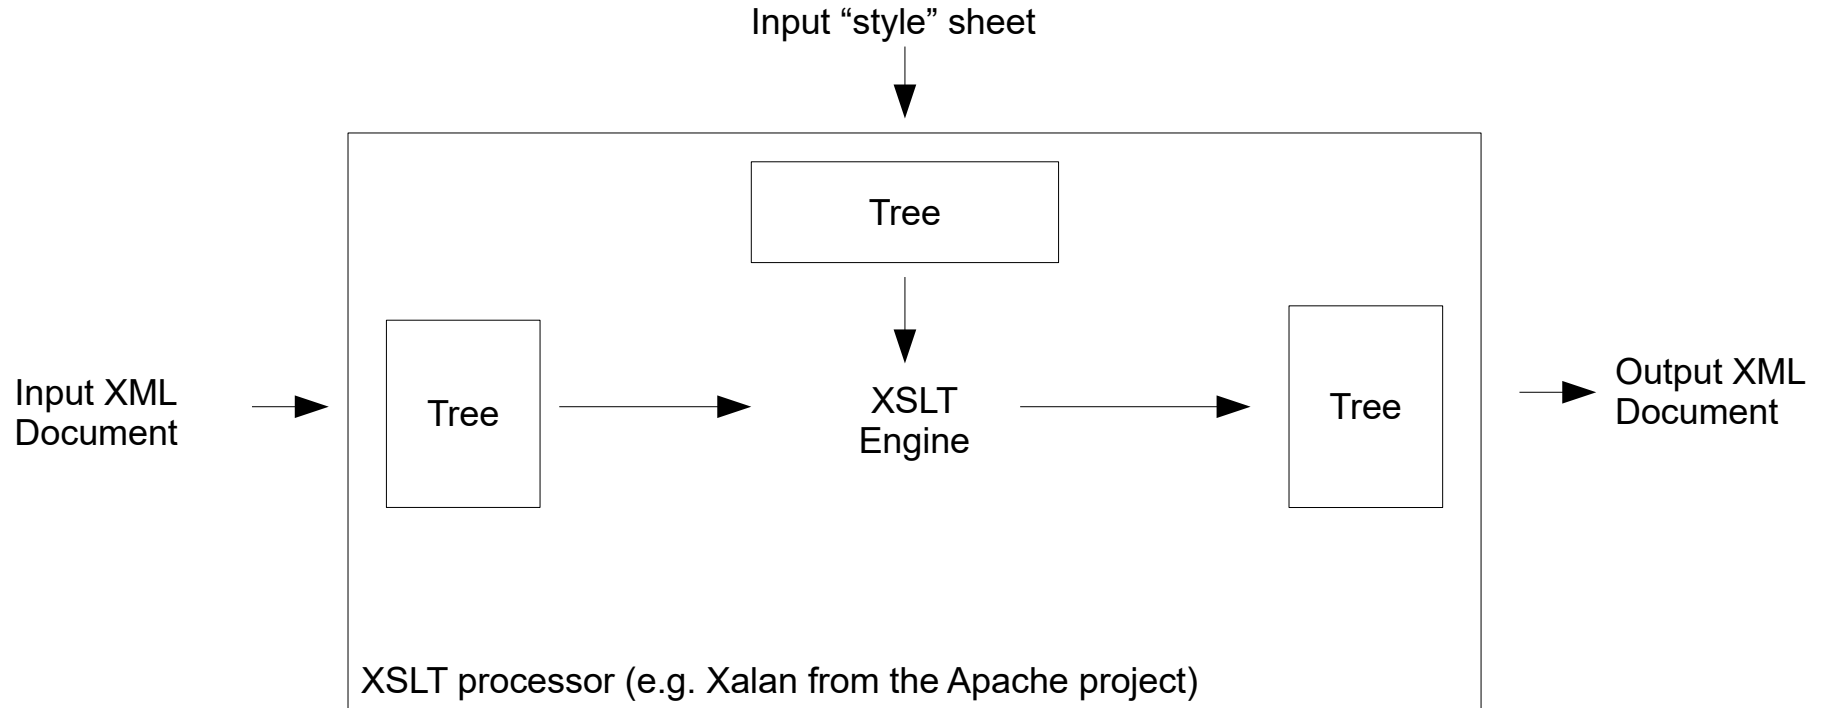 Input “style” sheet
Tree
Input XML
Document
Tree
XSLT
Engine
Tree
Output XML
Document
XSLT processor (e.g. Xalan from the Apache project)